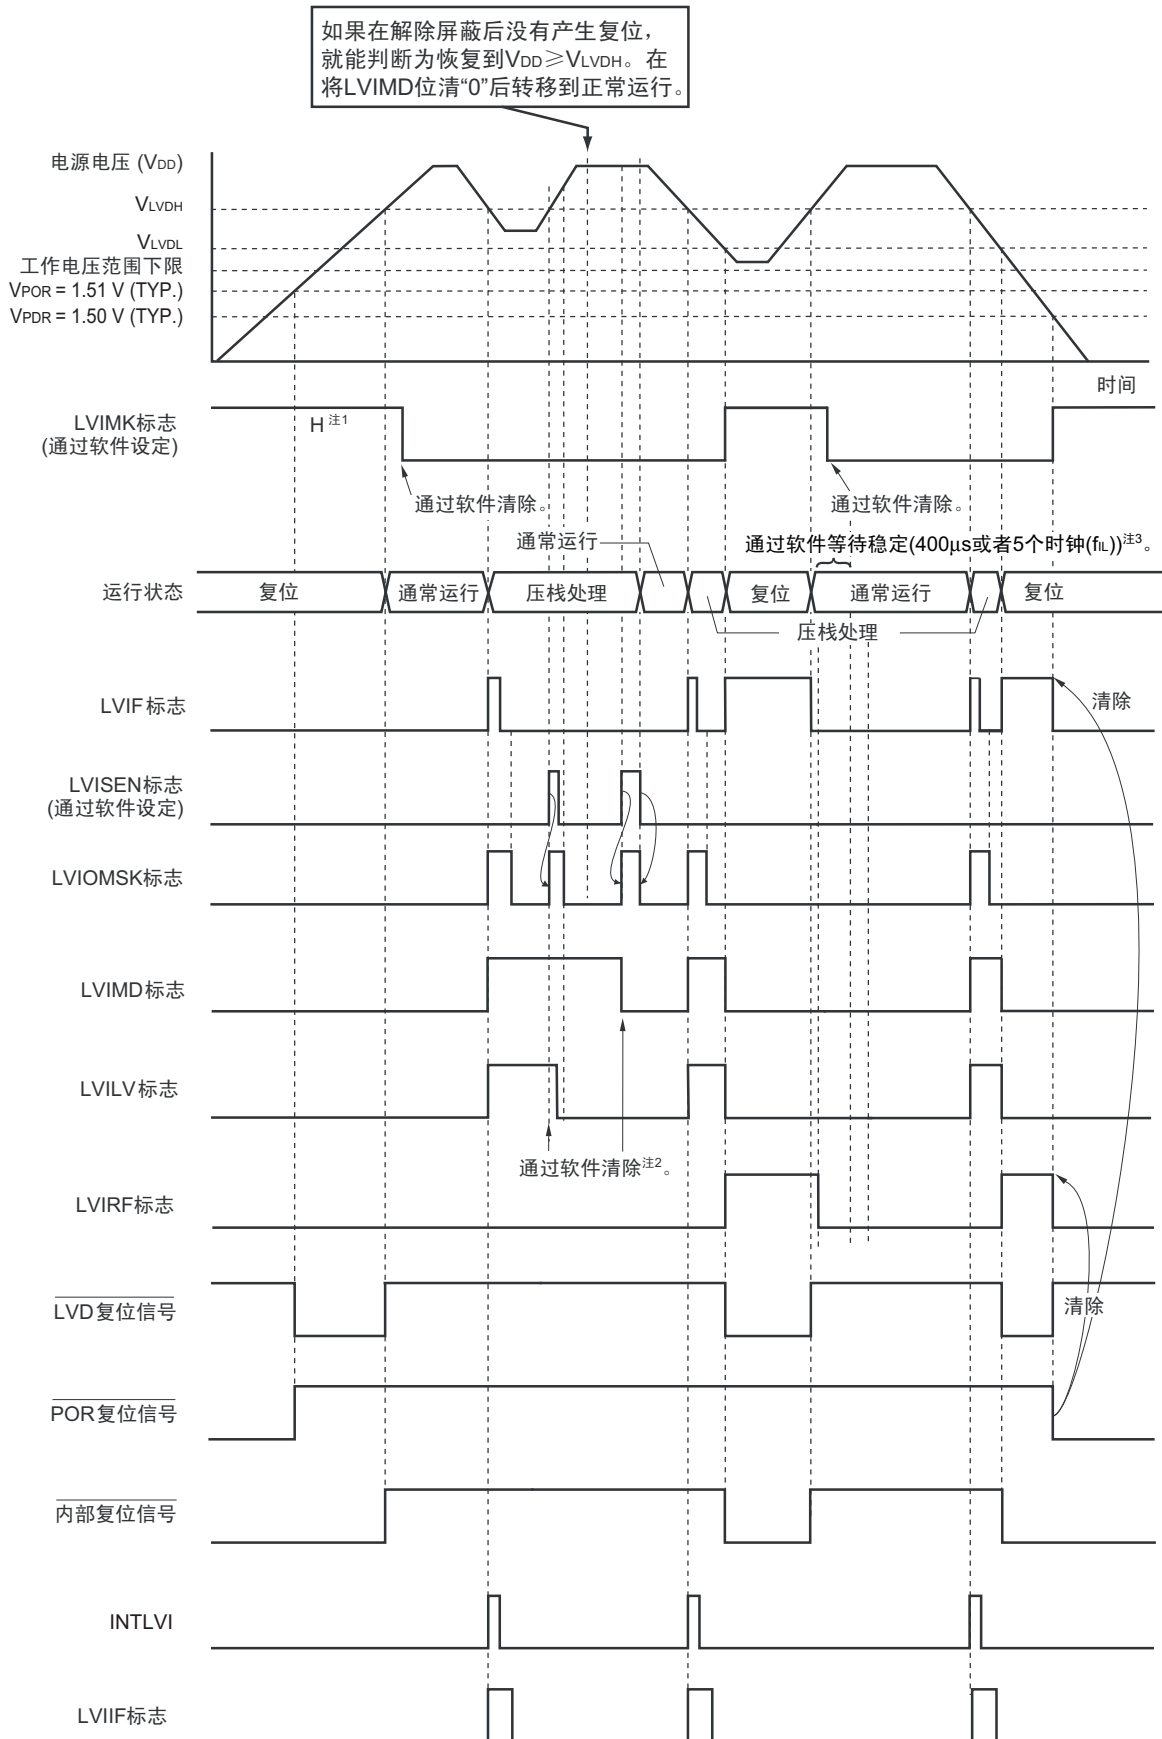 如果在解除屏蔽后没有产生复位，
就能判断为恢复到VDD≥VLVDH。在
将LVIMD位清“0”后转移到正常运行。
电源电压 (VDD)
VLVDH
VLVDL
工作电压范围下限
VPOR = 1.51 V (TYP.)
VPDR = 1.50 V (TYP.)
时间
LVIMK标志
(通过软件设定)
H 注1
通过软件清除。
通过软件清除。
通常运行
通过软件等待稳定(400μs或者5个时钟(fIL))注3。
运行状态
复位
通常运行
压栈处理
复位
通常运行
复位
压栈处理
LVIF标志
清除
LVISEN标志
(通过软件设定)
LVIOMSK标志
LVIMD标志
LVILV标志
通过软件清除注2。
LVIRF标志
LVD复位信号
清除
POR复位信号
内部复位信号
INTLVI
LVIIF标志